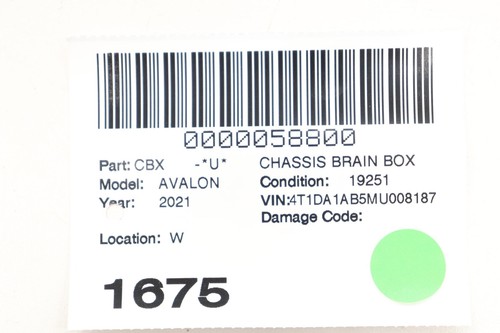 0000058800
Part: CBX -*U* CHASSIS BRAIN BOX
Model: AVALON Condition: 19251
Year: 2021 VIN:4T1DA1AB5MU008187
Damage Code:
Location: W
1675